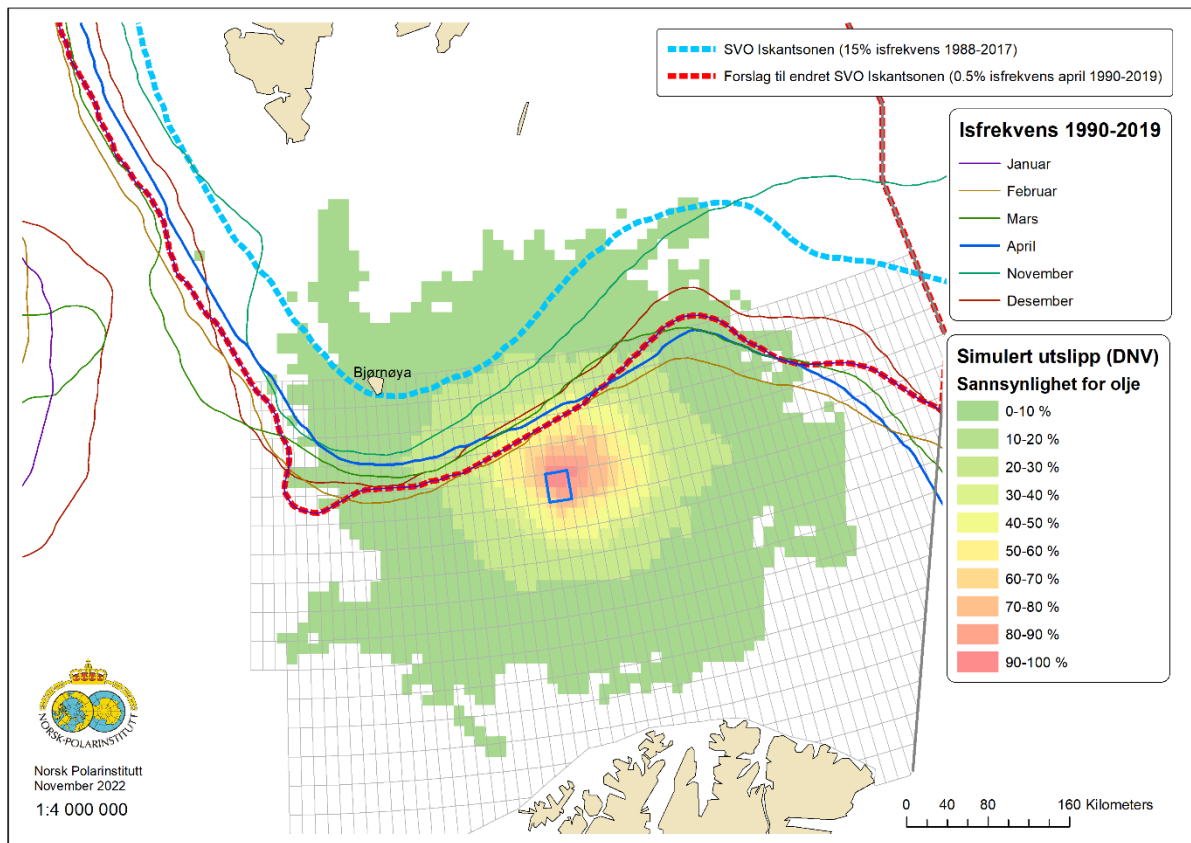 SVO Iskantsonen (15% isfrekvens 1988-2017)
Forslag til endret SVO Iskantsonen (0.5% isfrekvens april 1990-2019)
Isfrekvens 1990-2019
Januar
Februar
Mars
April
November
Desember
Bjørnøya
Simulert utslipp (DNV)
Sannsynlighet for olje
0-10 %
10-20 %
20-30 %
30-40 %
40-50 %
50-60 %
60-70 %
70-80 %
80-90 %
90-100 %
NORSK-POLARINSTITUTT
Norsk Polarinstitutt
November 2022
1:4 000 000
0 40 80 160 Kilometers